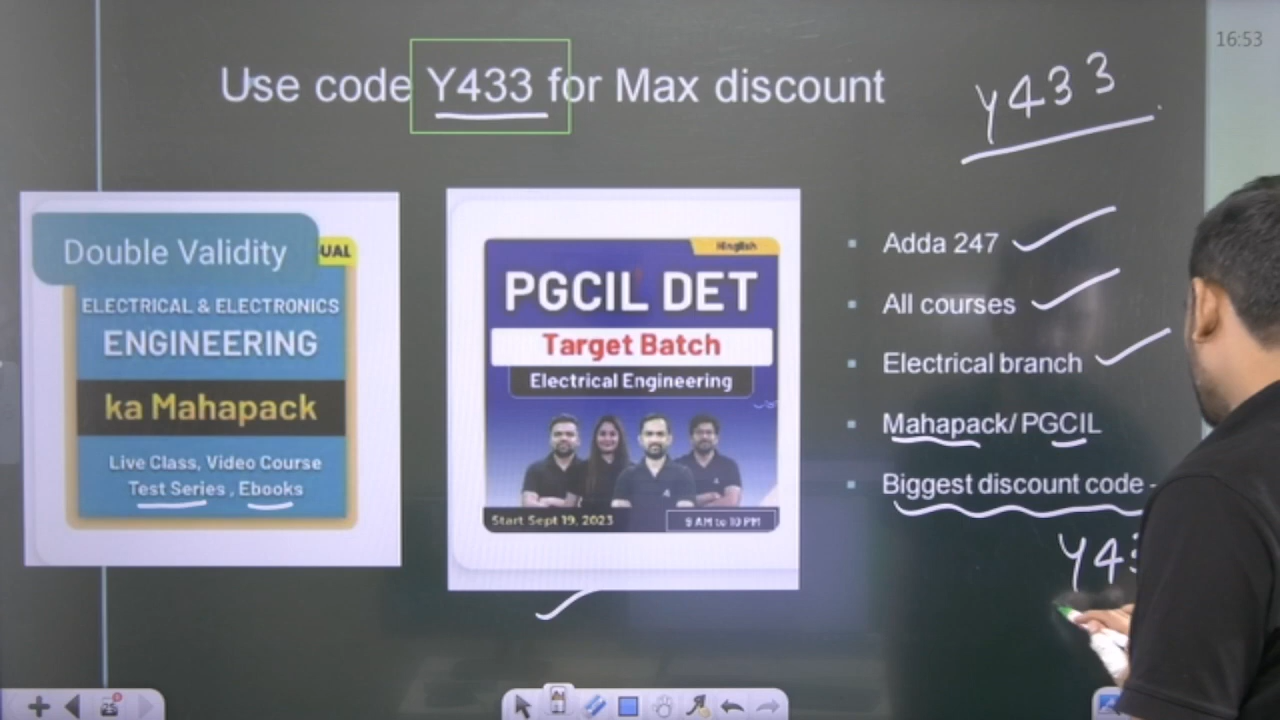 16:53
Use code Y433 for Max discount
Y433
Double Validity
UAL
ELECTRICAL & ELECTRONICS
ENGINEERING
ka Mahapack
Live Class, Video Course
Test Series , Ebooks
Hinglish
PGCIL DET
Target Batch
Electrical Engineering
Start Sept 19, 2023
9 AM to 10 PM
Adda 247
All courses
Electrical branch
Mahapack/ PGCIL
Biggest discount code -
Y43